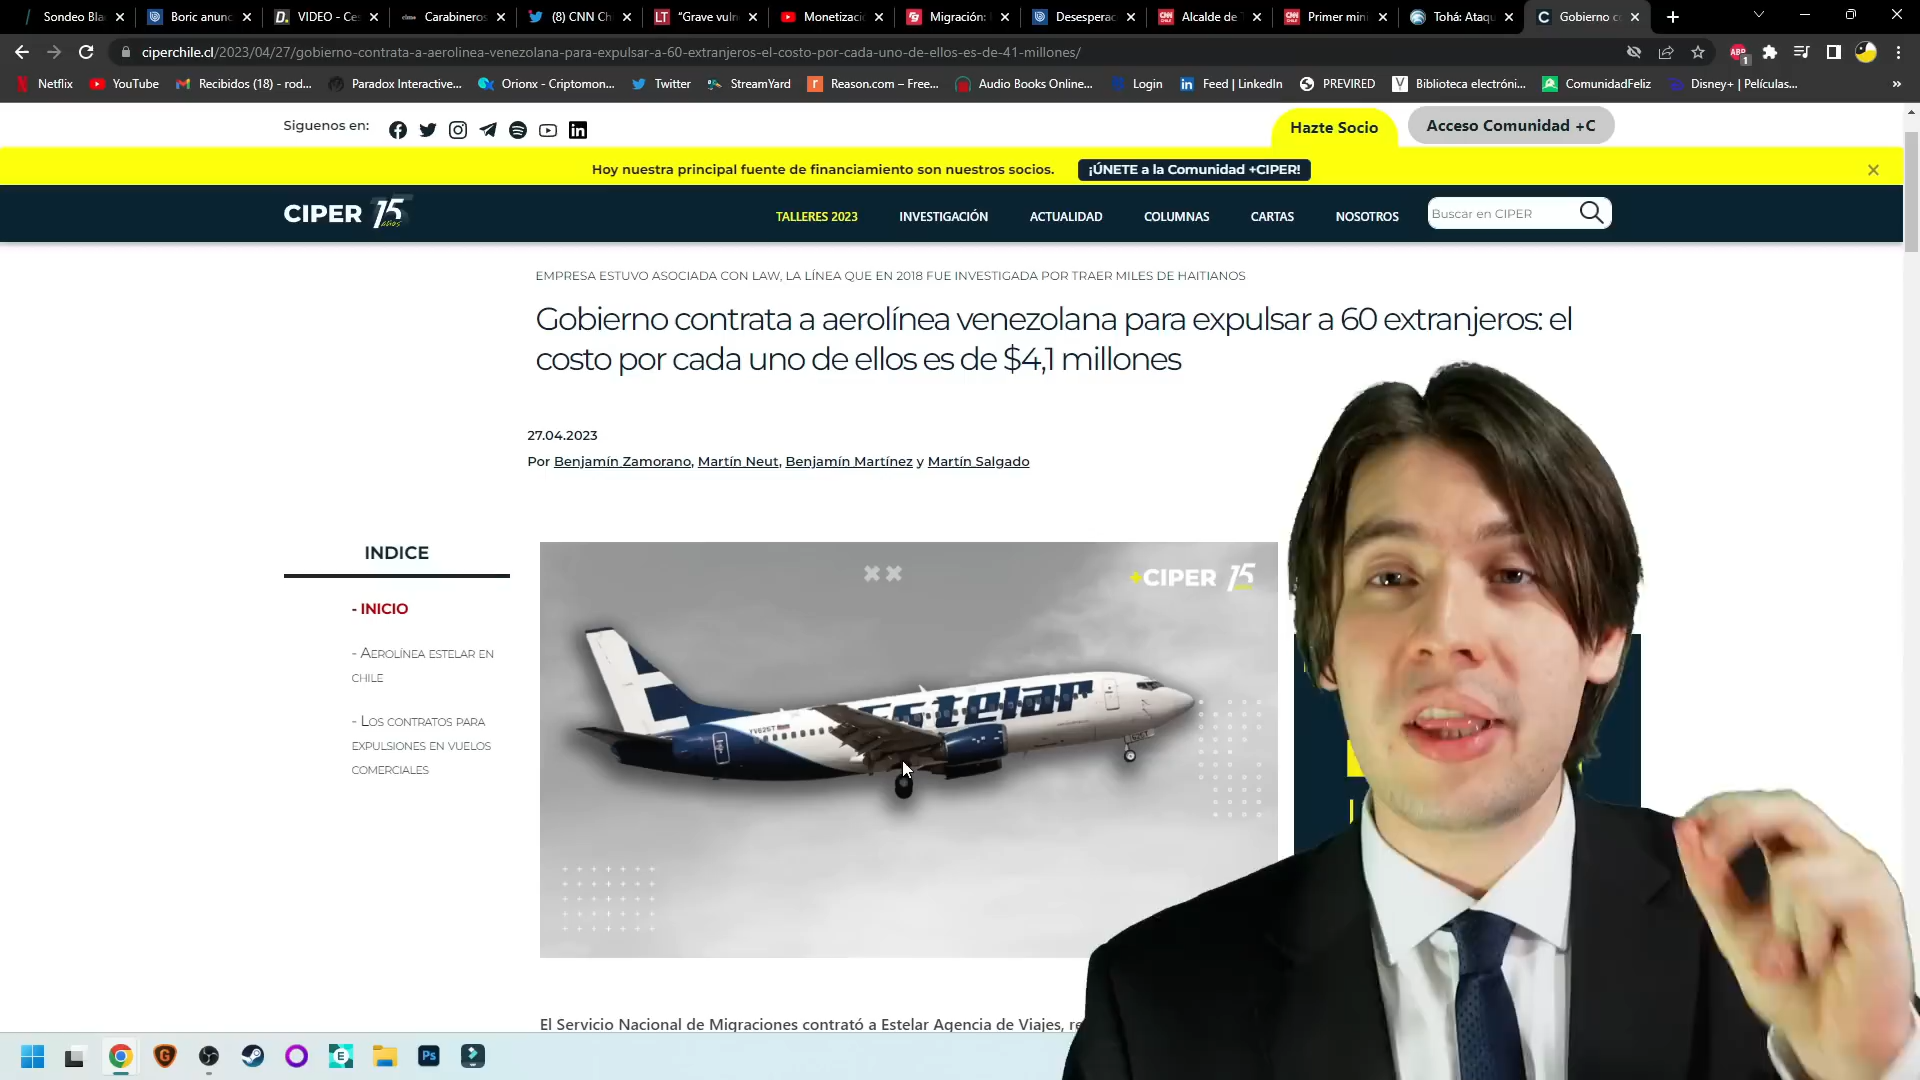 Sondeo Bla
Boric anunc
VIDEO - Ces
Carabineros
(8) CNN Ch
"Grave vuln
Monetizació
Migración:
Desesperac
Alcalde de T
Primer mini
Tohá: Ataqu
Gobierno c
ciperchile.cl/2023/04/27/gobierno-contrata-a-aerolinea-venezolana-para-expulsar-a-60-extranjeros-el-costo-por-cada-uno-de-ellos-es-de-41-millones/
Netflix
YouTube
Recibidos (18) - rod...
Paradox Interactive...
Orionx - Criptomon...
Twitter
StreamYard
Reason.com – Free...
Audio Books Online...
Login
Feed | LinkedIn
PREVIRED
Biblioteca electróni...
ComunidadFeliz
Disney+ | Películas...
Siguenos en:
Hazte Socio
Acceso Comunidad +C
Hoy nuestra principal fuente de financiamiento son nuestros socios.
¡ÚNETE a la Comunidad +CIPER!
CIPER 15 años
TALLERES 2023
INVESTIGACIÓN
ACTUALIDAD
COLUMNAS
CARTAS
NOSOTROS
Buscar en CIPER
EMPRESA ESTUVO ASOCIADA CON LAW, LA LÍNEA QUE EN 2018 FUE INVESTIGADA POR TRAER MILES DE HAITIANOS
Gobierno contrata a aerolínea venezolana para expulsar a 60 extranjeros: el
costo por cada uno de ellos es de $4,1 millones
27.04.2023
Por Benjamín Zamorano, Martín Neut, Benjamín Martínez y Martín Salgado
INDICE
- INICIO
- AEROLÍNEA ESTELAR EN
CHILE
- LOS CONTRATOS PARA
EXPULSIONES EN VUELOS
COMERCIALES
+CIPER 15
estelar
El Servicio Nacional de Migraciones contrató a Estelar Agencia de Viajes, re